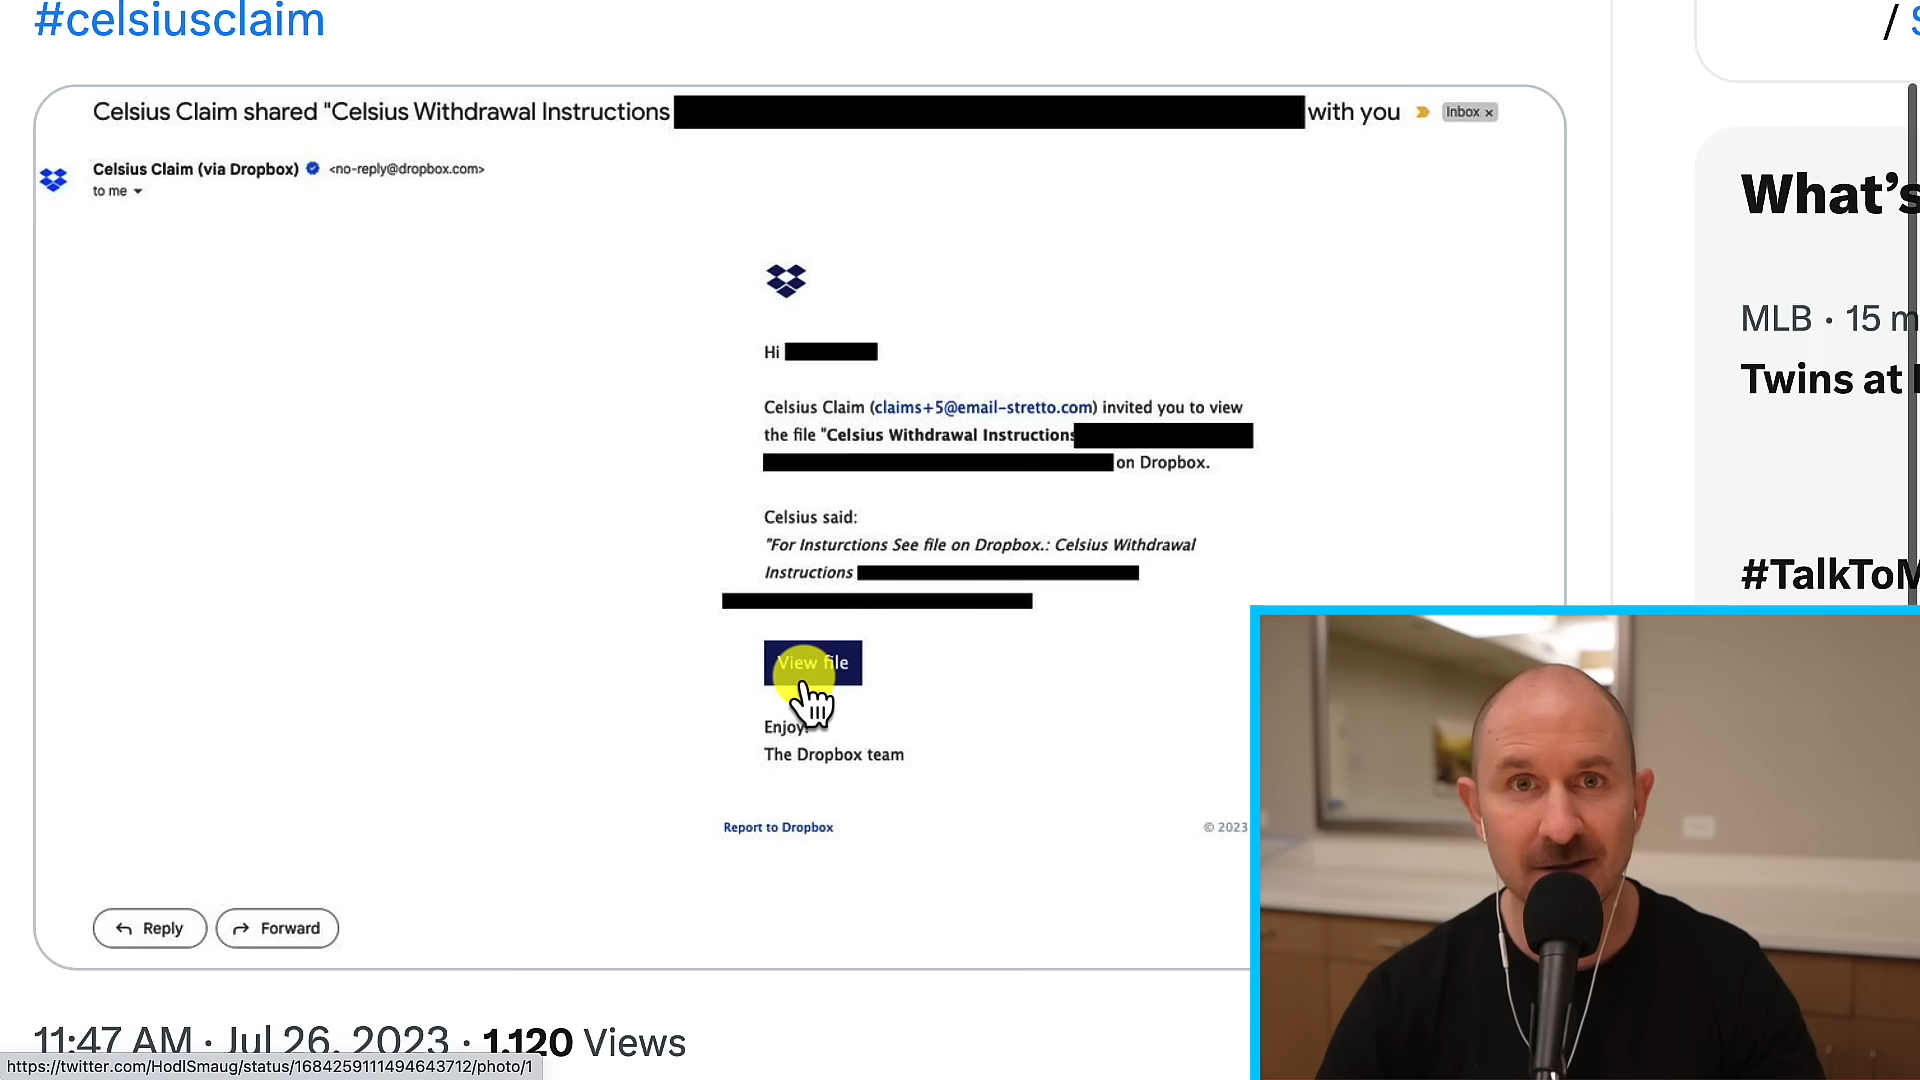 #celsiusclaim
/
Celsius Claim shared "Celsius Withdrawal Instructions with you Inbox x
Celsius Claim (via Dropbox) <no-reply@dropbox.com>
to me
Hi
Celsius Claim (claims+5@email-stretto.com) invited you to view
the file "Celsius Withdrawal Instructions
on Dropbox.
Celsius said:
"For Insturctions See file on Dropbox.: Celsius Withdrawal
Instructions
View file
Enjoy!
The Dropbox team
Report to Dropbox
© 2023
Reply Forward
11:47 AM · Jul 26, 2023 · 1,120 Views
https://twitter.com/HodlSmaug/status/1684259111494643712/photo/1
What's
MLB · 15 m
Twins at
#TalkToM